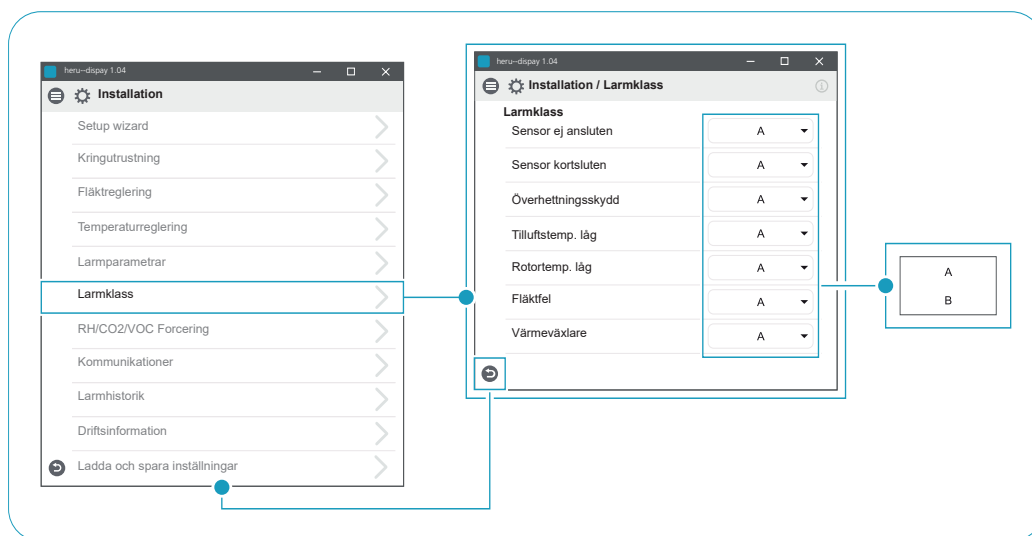 heru–dispay 1.04
Installation
Setup wizard
Kringutrustning
Fläktreglering
Temperaturreglering
Larmparametrar
Larmklass
RH/CO2/VOC Forcering
Kommunikationer
Larmhistorik
Driftsinformation
Ladda och spara inställningar
heru–dispay 1.04
Installation / Larmklass
Larmklass
Sensor ej ansluten A
Sensor kortsluten A
Överhettningsskydd A
Tilluftstemp. låg A
Rotortemp. låg A
Fläktfel A
Värmeväxlare A
A
B